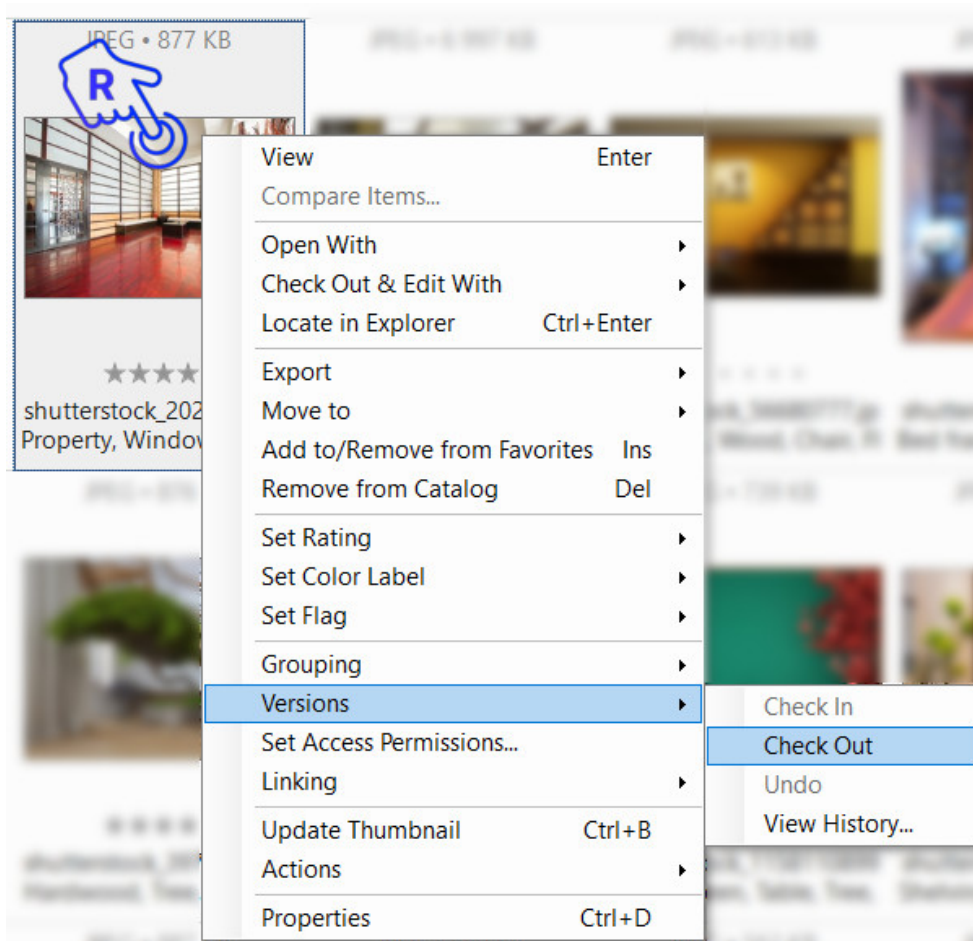 JPEG • 877 KB
R
View Enter
Compare Items...
Open With
Check Out & Edit With
Locate in Explorer Ctrl+Enter
Export
Move to
Add to/Remove from Favorites Ins
Remove from Catalog Del
Set Rating
Set Color Label
Set Flag
Grouping
Versions
Set Access Permissions...
Linking
Update Thumbnail Ctrl+B
Actions
Properties Ctrl+D
Check In
Check Out
Undo
View History...
shutterstock_202
Property, Window